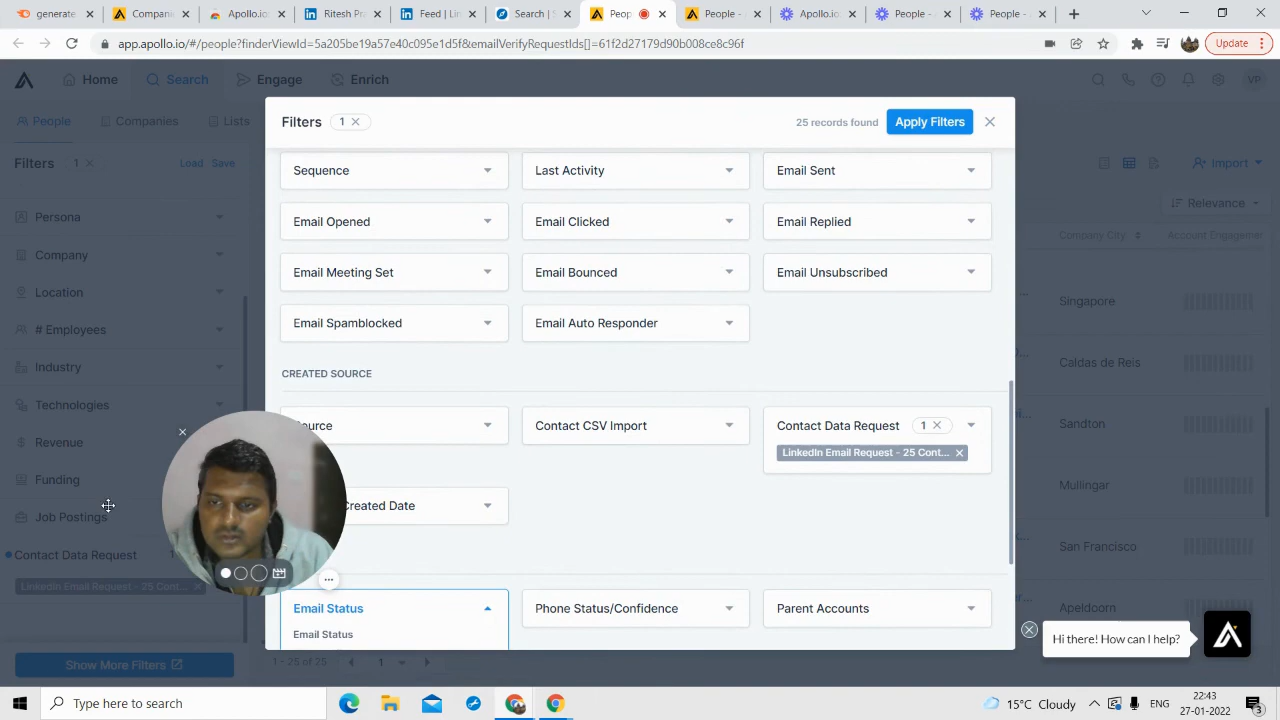 generate
Companie
Apollo.io
Ritesh Pra
Feed | Lin
Search | N
Peop
People -
Apollo.io
People -
People -
app.apollo.io/#/people?finderViewId=5a205be19a57e40c095e1d5f&emailVerifyRequestIds[]=61f2d27179d90b008ce8c96f
Update
Home
Search
Engage
Enrich
VP
People
Companies
Lists
Filters 1
Load Save
Import
Relevance
Company City
Account Engagemen
Persona
Company
Location
# Employees
Industry
Technologies
Revenue
Funding
Job Postings
Contact Data Request
LinkedIn Email Request - 25 Cont...
Show More Filters
Filters 1
25 records found
Apply Filters
Sequence
Last Activity
Email Sent
Email Opened
Email Clicked
Email Replied
Email Meeting Set
Email Bounced
Email Unsubscribed
Email Spamblocked
Email Auto Responder
CREATED SOURCE
ource
Contact CSV Import
Contact Data Request 1
LinkedIn Email Request - 25 Cont...
Created Date
Email Status
Email Status
Phone Status/Confidence
Parent Accounts
1 - 25 of 25
1
Singapore
Caldas de Reis
Sandton
Mullingar
San Francisco
Apeldoorn
Hi there! How can I help?
Type here to search
15°C Cloudy
ENG
22:43
27-01-2022
3